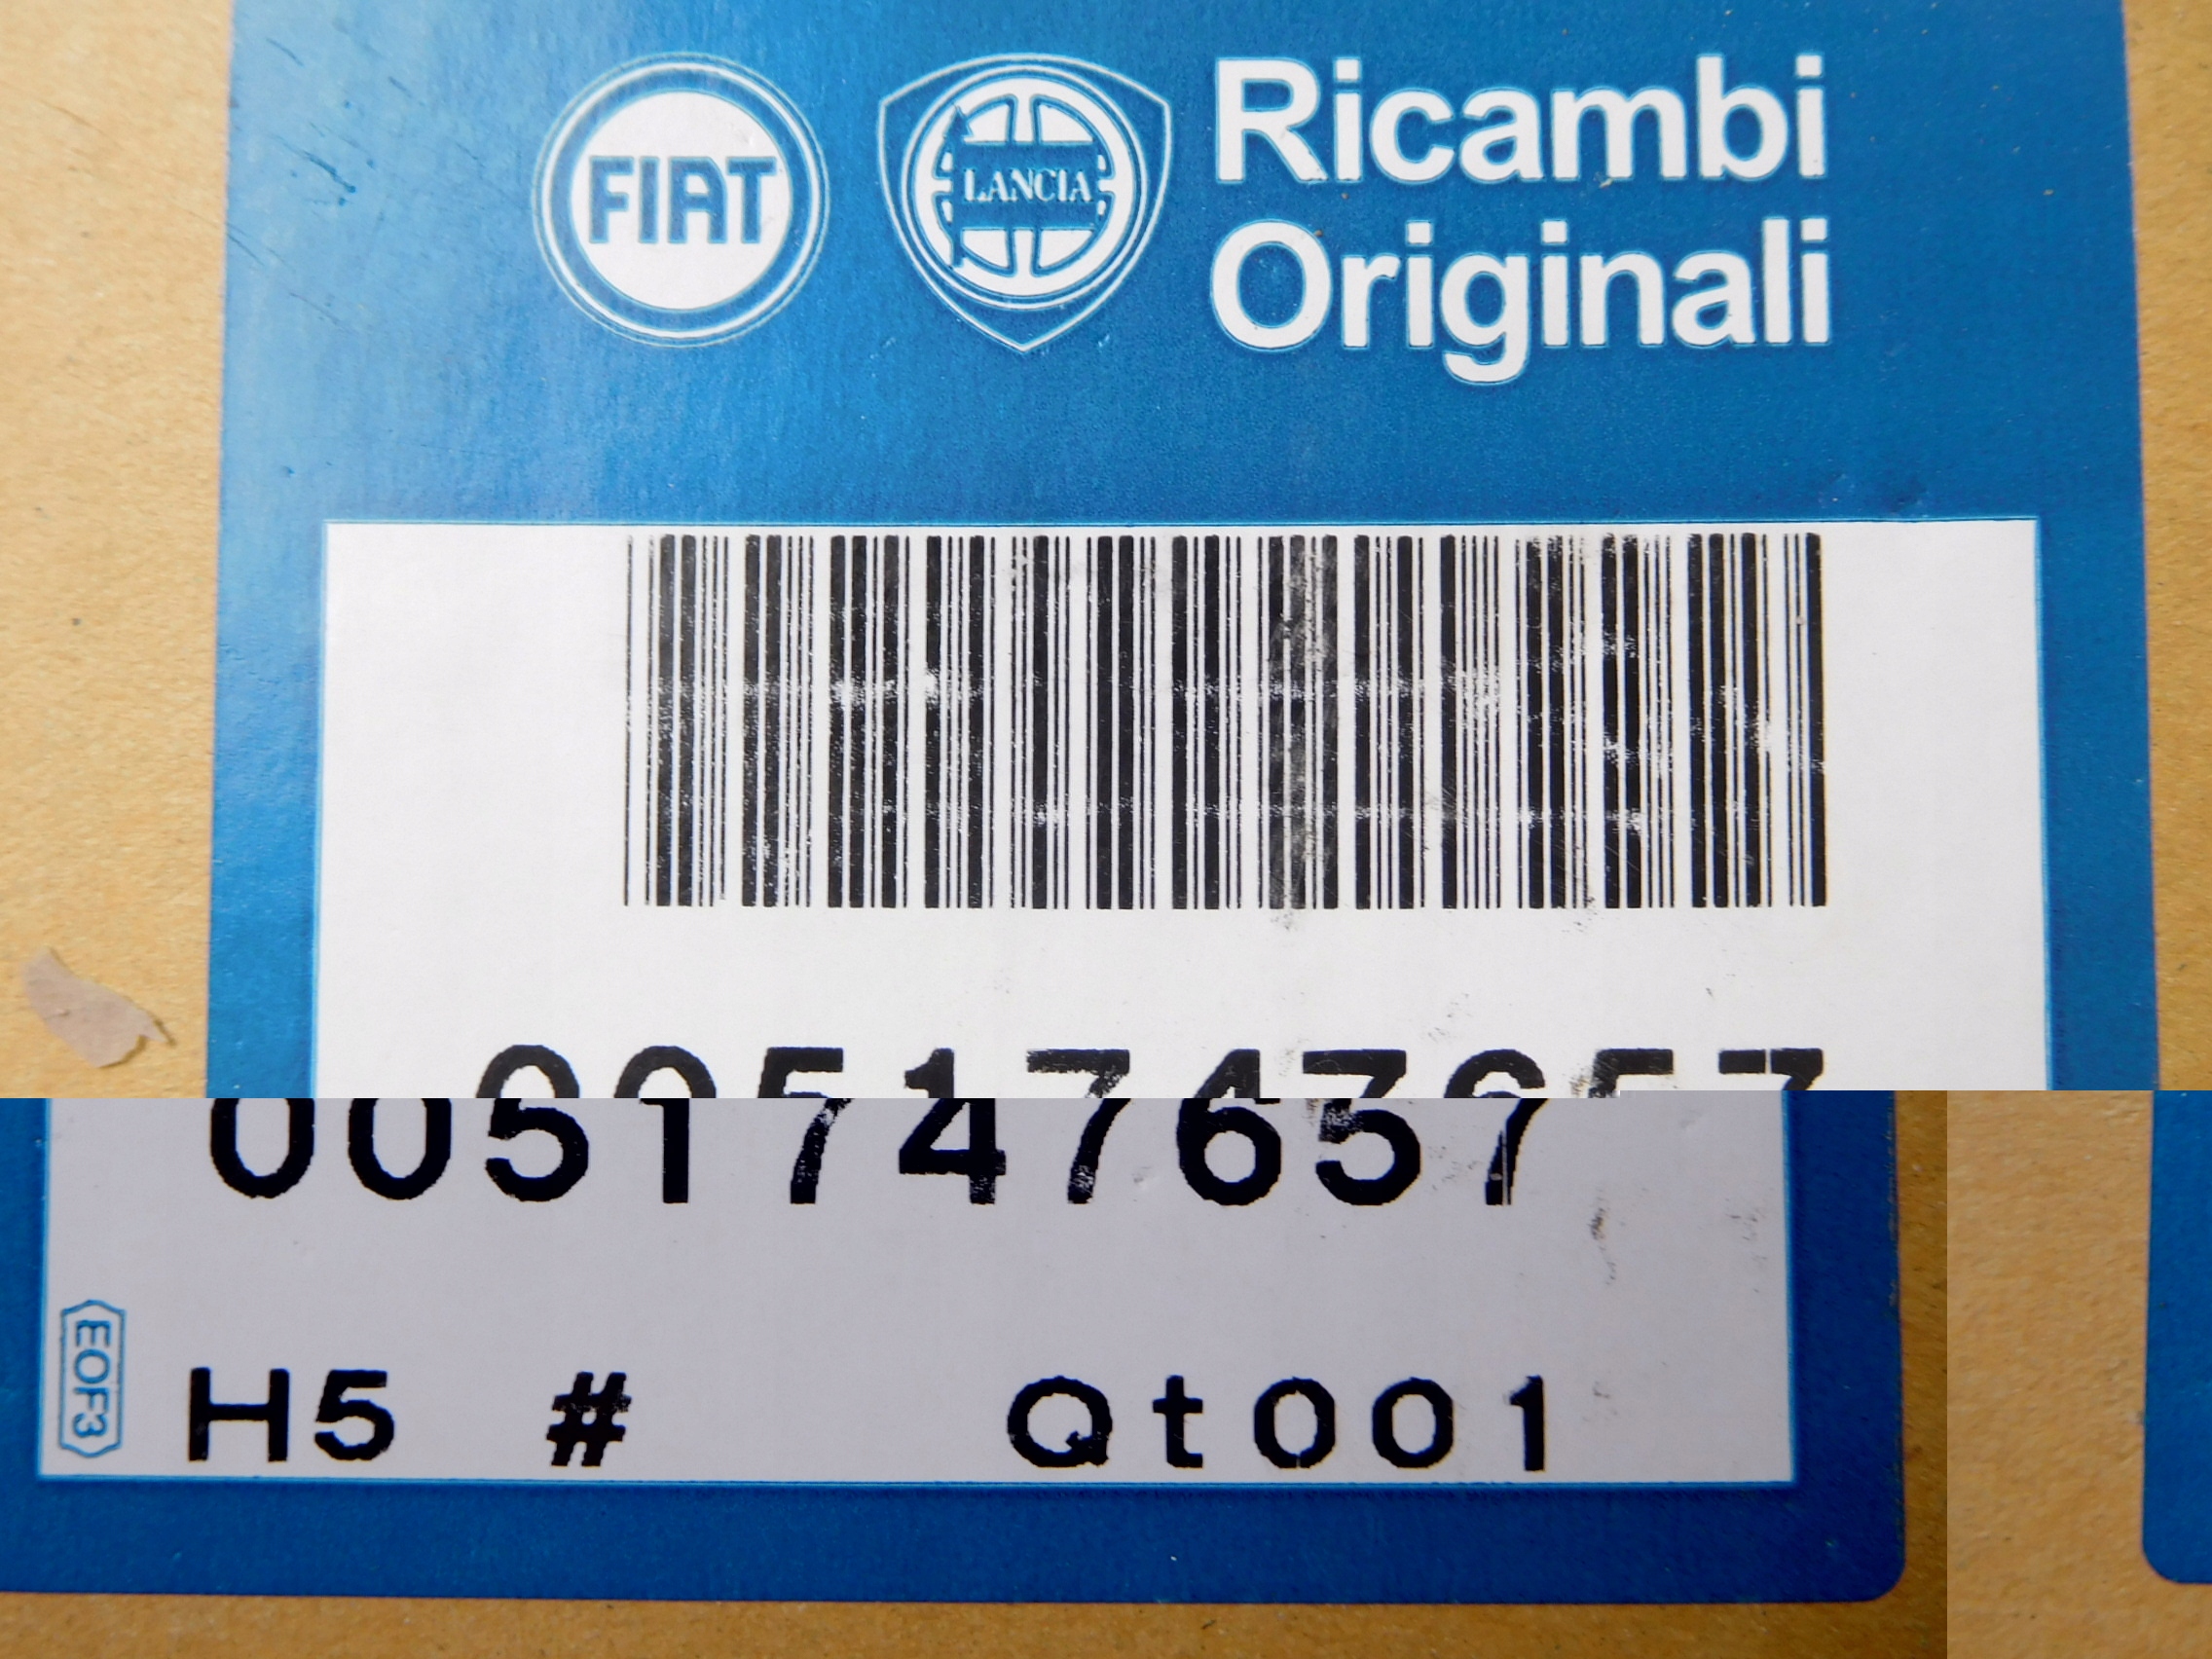 FIAT
LANCIA
Ricambi
Originali
0051747657
EOF3
H5 # Qt001